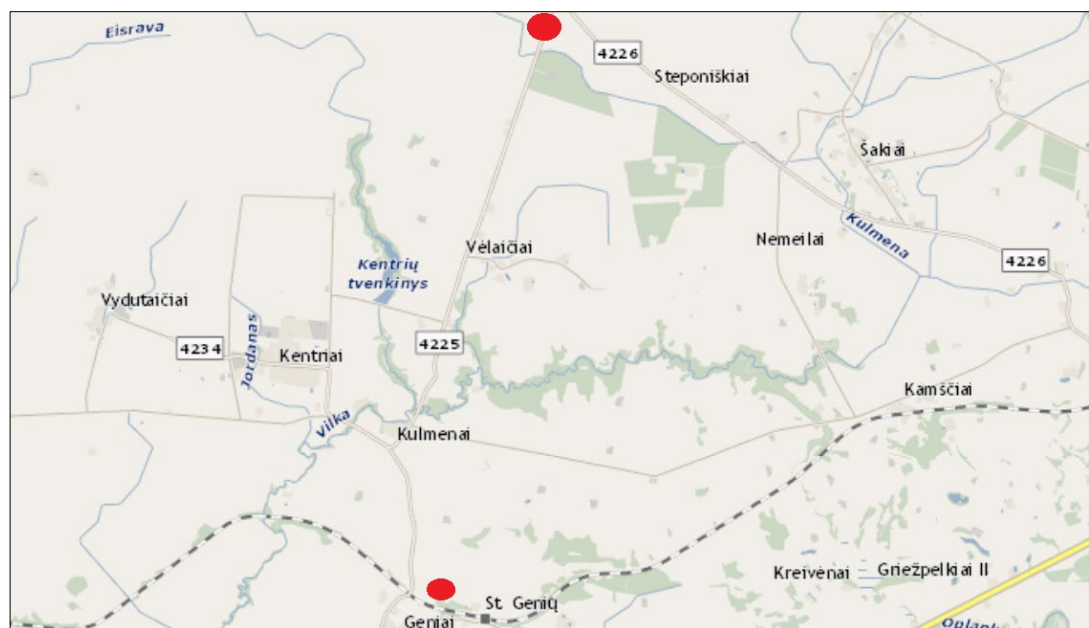 Eisrava
4226
Steponiškiai
Šakiai
Kulmena
Nemeilai
Vėlaičiai
4226
Kentrių
tvenkinys
Vydutaičiai
Jordanas
4234
4225
Kentriai
Kamščiai
Vilka
Kulmenai
Kreivėnai
Griežpelkiai II
St. Genių
Geniai